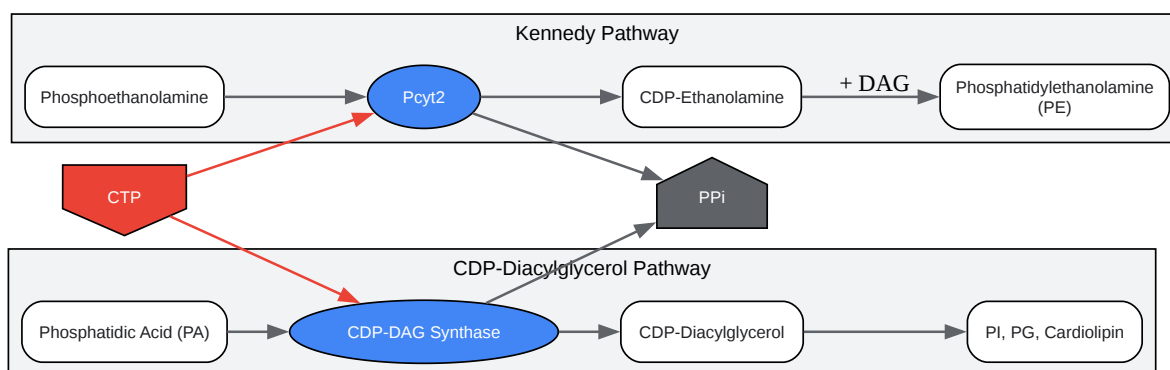 Kennedy Pathway
Phosphoethanolamine
Pcyt2
CDP-Ethanolamine
+ DAG
Phosphatidylethanolamine
(PE)
CTP
PPi
CDP-Diacylglycerol Pathway
Phosphatidic Acid (PA)
CDP-DAG Synthase
CDP-Diacylglycerol
PI, PG, Cardiolipin